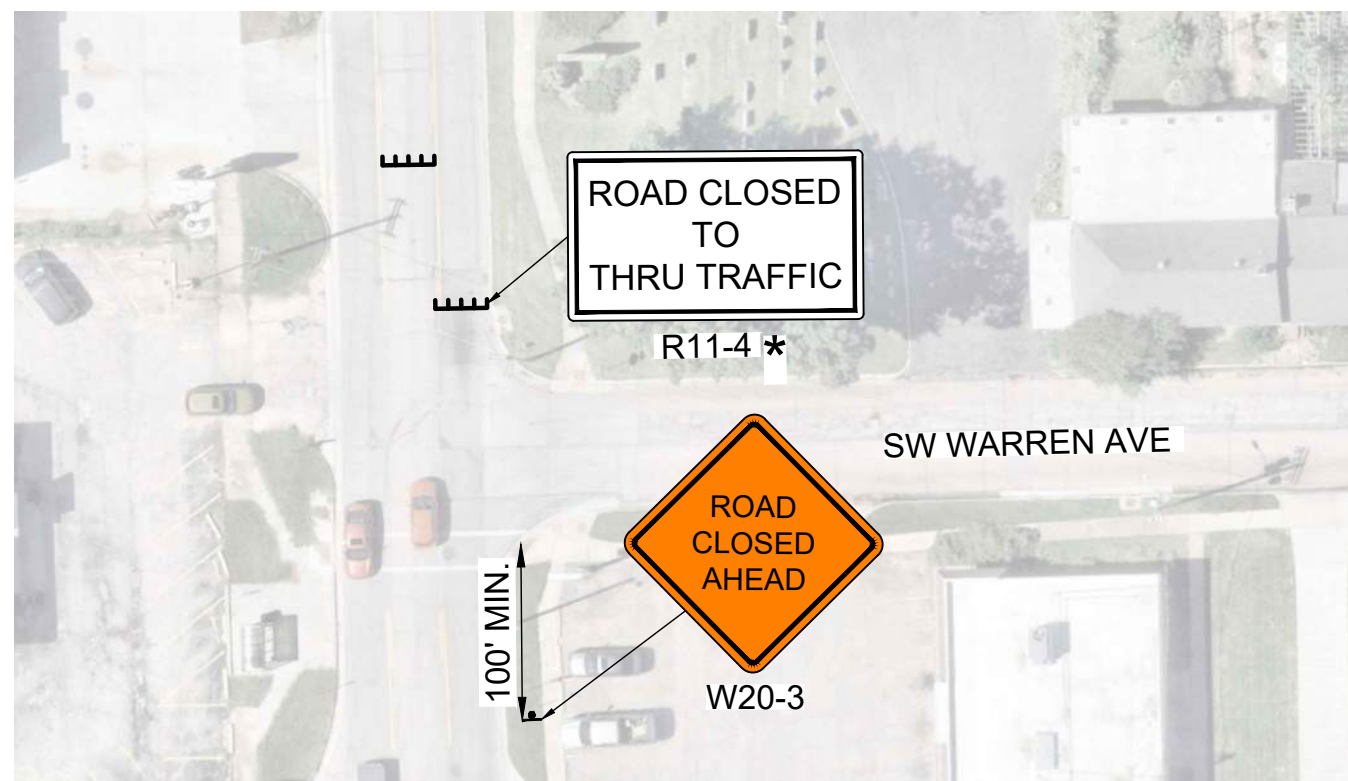 ROAD CLOSED
TO
THRU TRAFFIC
R11-4 *
SW WARREN AVE
ROAD
CLOSED
AHEAD
100' MIN.
W20-3